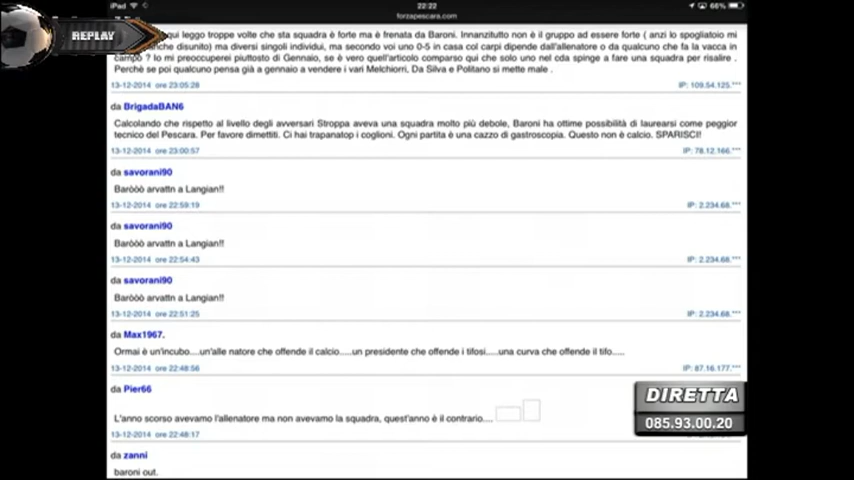 iPad
22:22
66%
forzapescara.com
REPLAY
qui leggo troppe volte che sta squadra è forte ma è frenata da Baroni. Innanzitutto non è il gruppo ad essere forte ( anzi lo spogliatoio mi
anche disunito) ma diversi singoli individui, ma secondo voi uno 0-5 in casa col carpi dipende dall'allenatore o da qualcuno che fa la vacca in
campo ? Io mi preoccuperei piuttosto di Gennaio, se è vero quell'articolo comparso qui che solo uno nel cda spinge a fare una squadra per risalire .
Perchè se poi qualcuno pensa già a gennaio a vendere i vari Melchiorri, Da Silva e Politano si mette male .
13-12-2014 ore 23:05:28 IP: 109.54.125.***
da BrigadaBAN6
Calcolando che rispetto al livello degli avversari Stroppa aveva una squadra molto più debole, Baroni ha ottime possibilità di laurearsi come peggior
tecnico del Pescara. Per favore dimettiti. Ci hai trapanatop i coglioni. Ogni partita è una cazzo di gastroscopia. Questo non è calcio. SPARISCI!
13-12-2014 ore 23:00:57 IP: 78.12.166.***
da savorani90
Baròòò arvattn a Langian!!
13-12-2014 ore 22:59:19 IP: 2.234.68.***
da savorani90
Baròòò arvattn a Langian!!
13-12-2014 ore 22:54:43 IP: 2.234.68.***
da savorani90
Baròòò arvattn a Langian!!
13-12-2014 ore 22:51:25 IP: 2.234.68.***
da Max1967.
Ormai è un'incubo....un'alle natore che offende il calcio.....un presidente che offende i tifosi.....una curva che offende il tifo.....
13-12-2014 ore 22:48:56 IP: 87.16.177.***
da Pier66
L'anno scorso avevamo l'allenatore ma non avevamo la squadra, quest'anno è il contrario....
13-12-2014 ore 22:48:17
DIRETTA
085.93.00.20
da zanni
baroni out.